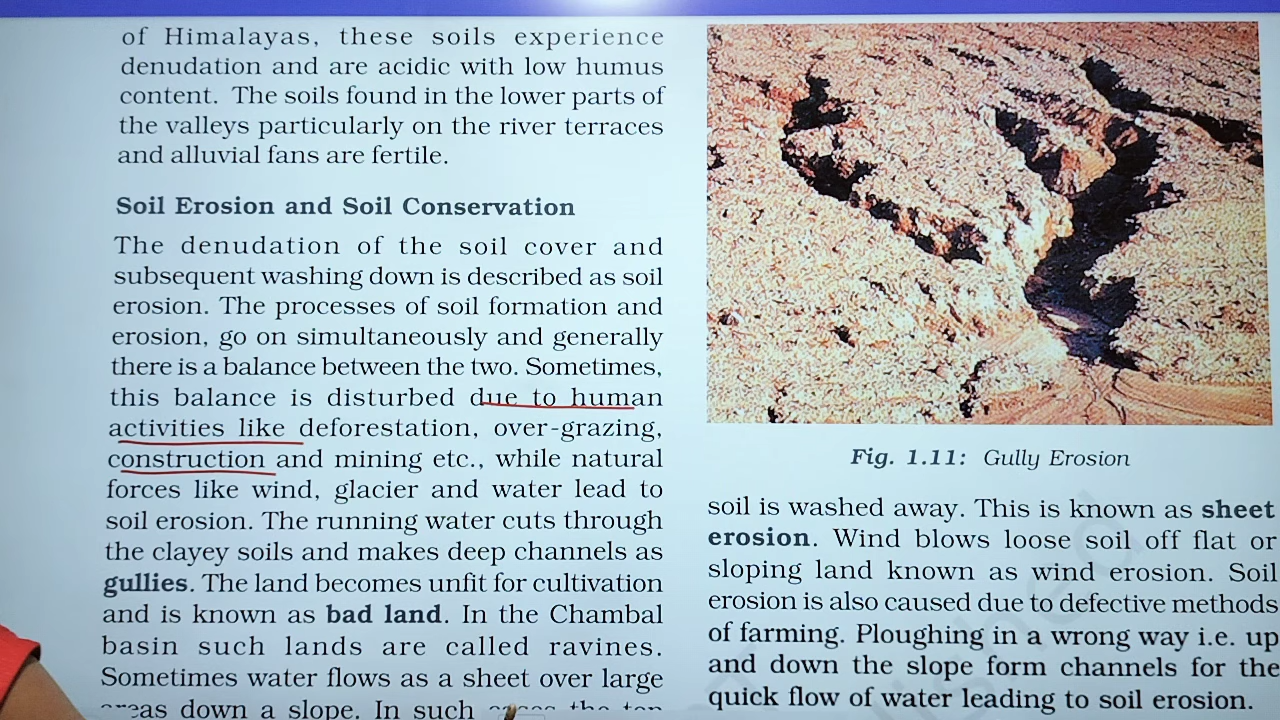 of Himalayas, these soils experience
denudation and are acidic with low humus
content. The soils found in the lower parts of
the valleys particularly on the river terraces
and alluvial fans are fertile.
Soil Erosion and Soil Conservation
The denudation of the soil cover and
subsequent washing down is described as soil
erosion. The processes of soil formation and
erosion, go on simultaneously and generally
there is a balance between the two. Sometimes,
this balance is disturbed due to human
activities like deforestation, over-grazing,
construction and mining etc., while natural
forces like wind, glacier and water lead to
soil erosion. The running water cuts through
the clayey soils and makes deep channels as
gullies. The land becomes unfit for cultivation
and is known as bad land. In the Chambal
basin such lands are called ravines.
Sometimes water flows as a sheet over large
down a slope. In such
Fig. 1.11: Gully Erosion
soil is washed away. This is known as sheet
erosion. Wind blows loose soil off flat or
sloping land known as wind erosion. Soil
erosion is also caused due to defective methods
of farming. Ploughing in a wrong way i.e. up
and down the slope form channels for the
quick flow of water leading to soil erosion.